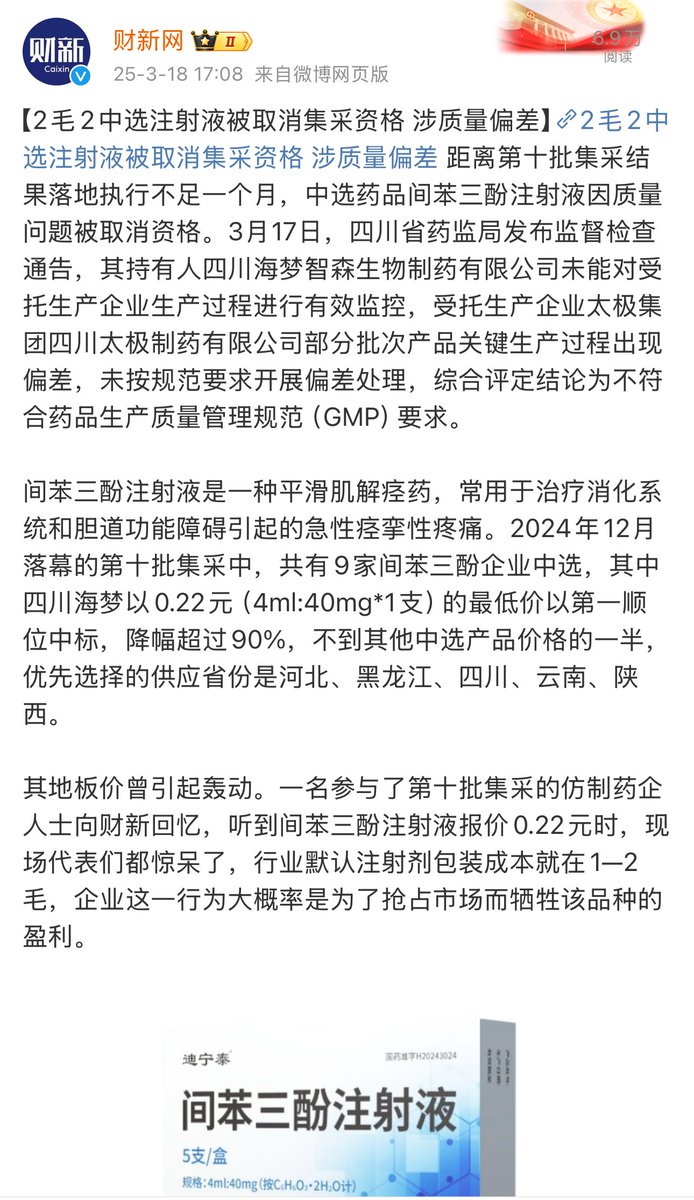 财新
Caixin
财新网 II
6.9万
阅读
25-3-18 17:08 来自微博网页版
【2毛2中选注射液被取消集采资格 涉质量偏差】2毛2中
选注射液被取消集采资格 涉质量偏差 距离第十批集采结
果落地执行不足一个月，中选药品间苯三酚注射液因质量
问题被取消资格。3月17日，四川省药监局发布监督检查
通告，其持有人四川海梦智森生物制药有限公司未能对受
托生产企业生产过程进行有效监控，受托生产企业太极集
团四川太极制药有限公司部分批次产品关键生产过程出现
偏差，未按规范要求开展偏差处理，综合评定结论为不符
合药品生产质量管理规范（GMP）要求。
间苯三酚注射液是一种平滑肌解痉药，常用于治疗消化系
统和胆道功能障碍引起的急性痉挛性疼痛。2024年12月
落幕的第十批集采中，共有9家间苯三酚企业中选，其中
四川海梦以0.22元（4ml:40mg*1支）的最低价以第一顺
位中标，降幅超过90%，不到其他中选产品价格的一半，
优先选择的供应省份是河北、黑龙江、四川、云南、陕
西。
其地板价曾引起轰动。一名参与了第十批集采的仿制药企
人士向财新回忆，听到间苯三酚注射液报价0.22元时，现
场代表们都惊呆了，行业默认注射剂包装成本就在1—2
毛，企业这一行为大概率是为了抢占市场而牺牲该品种的
盈利。
迪宁泰
国药准字H20243024
间苯三酚注射液
5支/盒
规格:4ml:40mg(按C₆H₆O₃·2H₂O计)